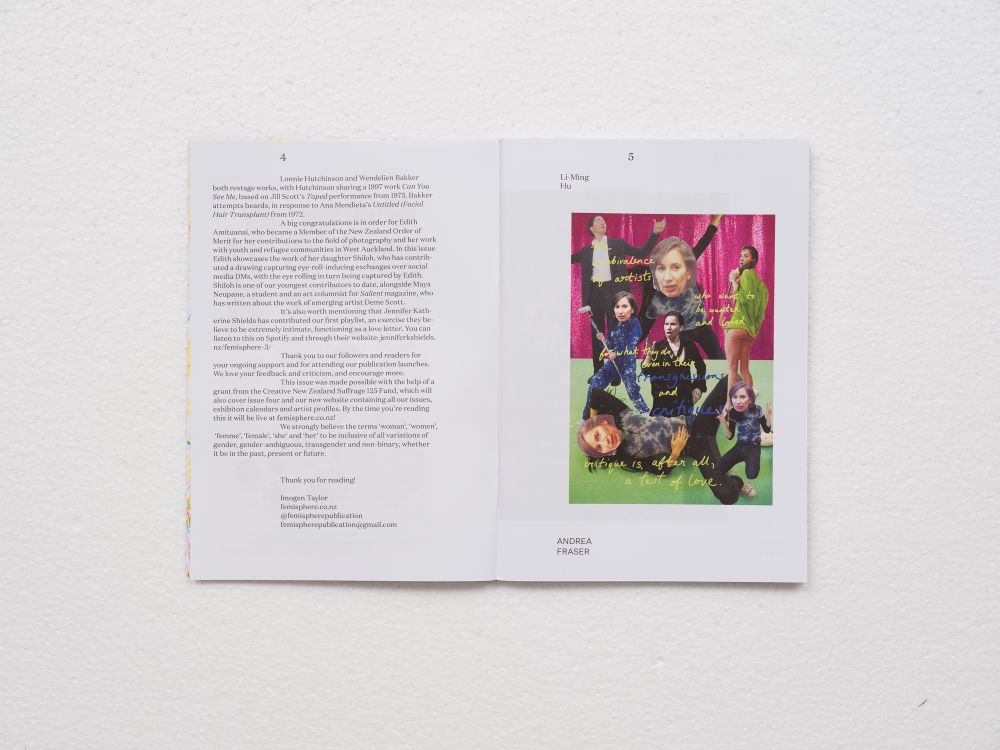 4
Lonnie Hutchinson and Wendelien Bakker
both restage works, with Hutchinson sharing a 1997 work Can You
See Me, based on Jill Scott's Taped performance from 1975. Bakker
attempts beards, in response to Ana Mendieta's Untitled (Facial
Hair Transplant) from 1972.
A big congratulations is in order for Edith
Amituanai, who became a Member of the New Zealand Order of
Merit for her contributions to the field of photography and her work
with youth and refugee communities in West Auckland. In this issue
Edith showcases the work of her daughter Shiloh, who has contrib-
uted a drawing capturing eye-roll-inducing exchanges over social
media DMs, with the eye rolling in turn being captured by Edith.
Shiloh is one of our youngest contributors to date, alongside Maya
Neupane, a student and an art columnist for Salient magazine, who
has written about the work of emerging artist Deme Scott.
It's also worth mentioning that Jennifer Kath-
erine Shields has contributed our first playlist, an exercise they be-
lieve to be extremely intimate, functioning as a love letter. You can
listen to this on Spotify and through their website: jenniferkshields.
nz/femisphere-3/
Thank you to our followers and readers for
your ongoing support and for attending our publication launches.
We love your feedback and criticism, and encourage more.
This issue was made possible with the help of a
grant from the Creative New Zealand Suffrage 125 Fund, which will
also cover issue four and our new website containing all our issues,
exhibiton calendars and artist profiles. By the time you're reading
this it will be live at femisphere.co.nz!
We strongly believe the terms 'woman', 'women',
'femme', 'female', 'she' and 'her' to be inclusive of all variations of
gender, gender-ambiguous, transgender and non-binary, whether
it be in the past, present or future.
Thank you for reading!
Imogen Taylor
femisphere.co.nz
@femispherepublication
femispherepublication@gmail.com
5
Li-Ming
Hu
ambivalence
of artists
who want to
be wanted
and loved
for what they do,
even in their
transgressions
and
critiques
critique is, after all,
a test of love.
ANDREA
FRASER